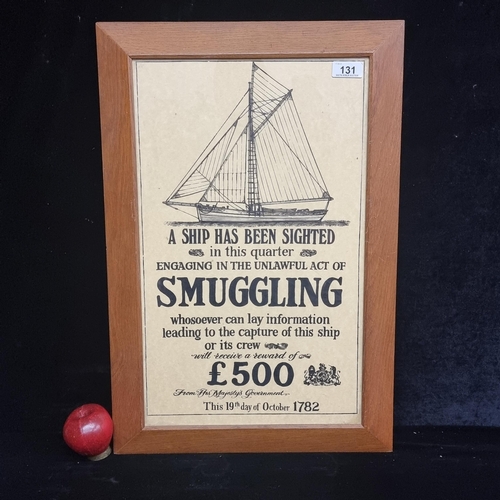 131
A SHIP HAS BEEN SIGHTED
in this quarter
ENGAGING IN THE UNLAWFUL ACT OF
SMUGGLING
whosoever can lay information
leading to the capture of this ship
or its crew
will receive a reward of
£500
From His Majesty's Government
This 19th day of October 1782